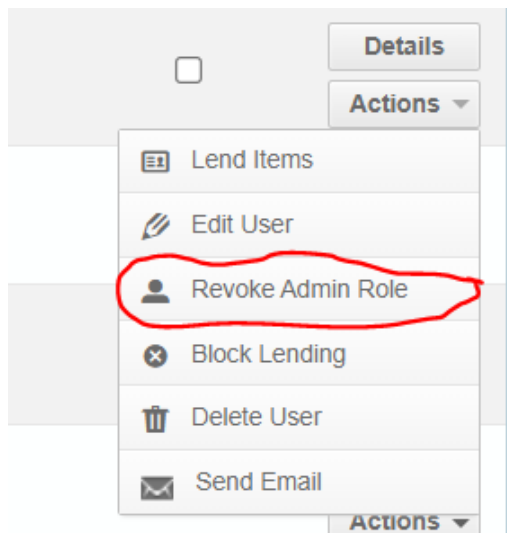 Details
Actions
Lend Items
Edit User
Revoke Admin Role
Block Lending
Delete User
Send Email
Actions